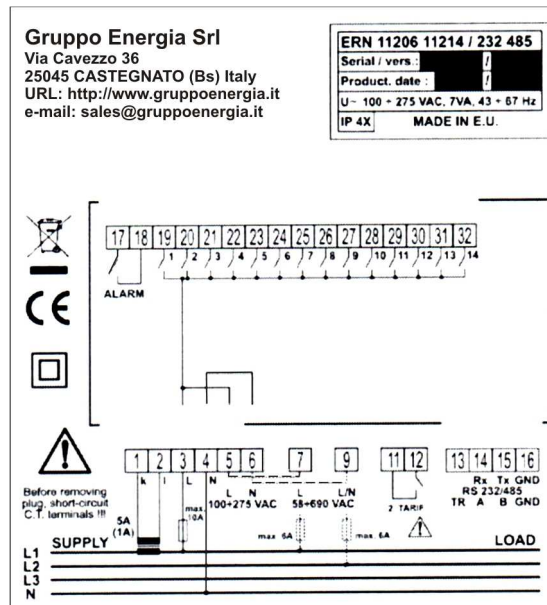 Gruppo Energia Srl
Via Cavezzo 36
25045 CASTEGNATO (Bs) Italy
URL: http://www.gruppoenergia.it
e-mail: sales@gruppoenergia.it
ERN 11206 11214 / 232 485
Serial / vers.: /
Product. date : /
U~ 100 ÷ 275 VAC, 7VA, 43 ÷ 67 Hz
IP 4X MADE IN E.U.
17 18 19 20 21 22 23 24 25 26 27 28 29 30 31 32
1 2 3 4 5 6 7 8 9 10 11 12 13 14
ALARM
CE
1 2 3 4 5 6 7 9 11 12 13 14 15 16
k l L N
Rx Tx GND
RS 232/485
TR A B GND
L N L L/N
100÷275 VAC 58÷690 VAC
2 TARIF
Before removing
plug, short-circuit
C.T. terminals !!!
5A
(1A)
max.
10A
max 6A max. 6A
SUPPLY LOAD
L1
L2
L3
N